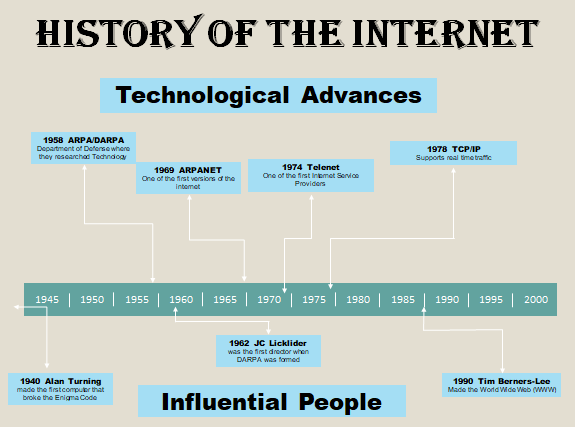 HISTORY OF THE INTERNET
Technological Advances
1958 ARPA/DARPA
Department of Defense where
they researched Technology
1969 ARPANET
One of the first versions of the
internet
1974 Telenet
One of the first Internet Service
Providers
1978 TCP/IP
Supports real time traffic
1945 1950 1955 1960 1965 1970 1975 1980 1985 1990 1995 2000
1962 JC Licklider
was the first director when
DARPA was formed
1940 Alan Turning
made the first computer that
broke the Enigma Code
Influential People
1990 Tim Berners-Lee
Made the World Wide Web (WWW)